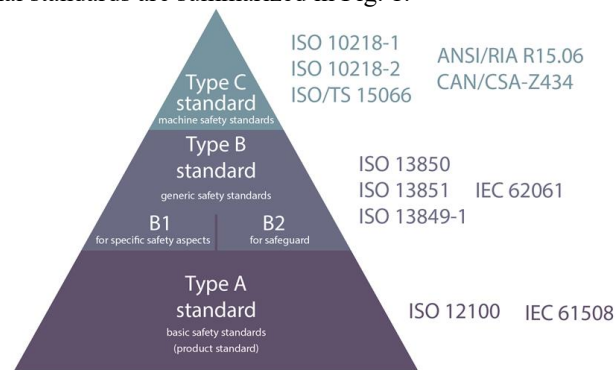 nal standards are summarized in Fig. 1.
Type C
standard
machine safety standards
ISO 10218-1
ISO 10218-2
ISO/TS 15066
ANSI/RIA R15.06
CAN/CSA-Z434
Type B
standard
generic safety standards
B1
for specific safety aspects
B2
for safeguard
ISO 13850
ISO 13851 IEC 62061
ISO 13849-1
Type A
standard
basic safety standards
(product standard)
ISO 12100 IEC 61508